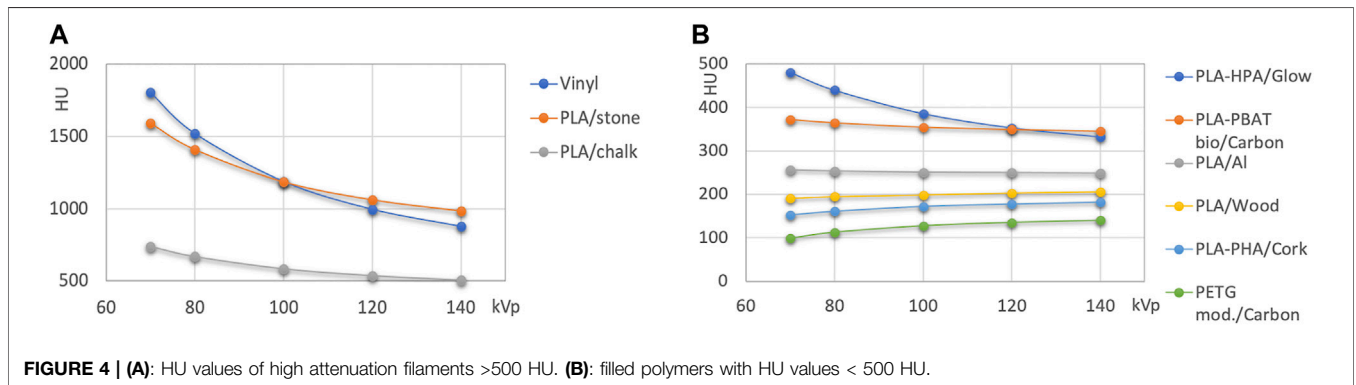 A
2000
HU
1500
1000
500
60 80 100 120 140 kVp
Vinyl
PLA/stone
PLA/chalk
B
500
HU
400
300
200
100
0
60 80 100 120 140 kVp
PLA-HPA/Glow
PLA-PBAT
bio/Carbon
PLA/Al
PLA/Wood
PLA-PHA/Cork
PETG
mod./Carbon
FIGURE 4 | (A): HU values of high attenuation filaments >500 HU. (B): filled polymers with HU values < 500 HU.